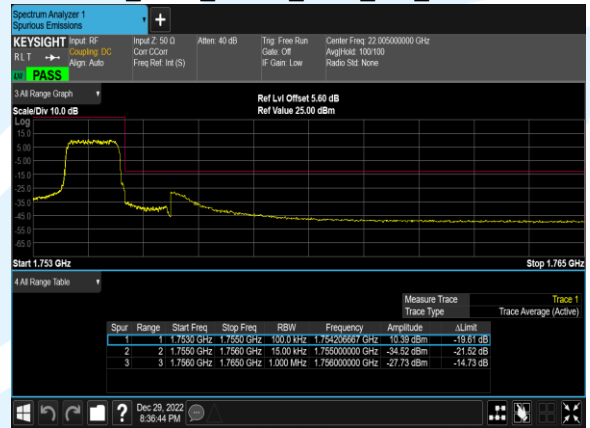 Spectrum Analyzer 1
Spurious Emissions
KEYSIGHT Input: RF Input Z: 50 Ω Atten: 40 dB Trig: Free Run Center Freq: 22.005000000 GHz
RLT Coupling: DC Corr CCorr Gate: Off Avg|Hold: 100/100
Align: Auto Freq Ref: Int (S) IF Gain: Low Radio Std: None
PASS
3 All Range Graph
Ref Lvl Offset 5.60 dB
Scale/Div 10.0 dB Ref Value 25.00 dBm
Log
15.0
5.00
-5.00
-15.0
-25.0
-35.0
-45.0
-55.0
-65.0
Start 1.753 GHz Stop 1.765 GHz
4 All Range Table
Measure Trace Trace 1
Trace Type Trace Average (Active)
Spur Range Start Freq Stop Freq RBW Frequency Amplitude ΔLimit
1 1 1.7530 GHz 1.7550 GHz 100.0 kHz 1.754206667 GHz 10.39 dBm -19.61 dB
2 2 1.7550 GHz 1.7560 GHz 15.00 kHz 1.755000000 GHz -34.52 dBm -21.52 dB
3 3 1.7560 GHz 1.7650 GHz 1.000 MHz 1.756000000 GHz -27.73 dBm -14.73 dB
Dec 29, 2022
8:36:44 PM